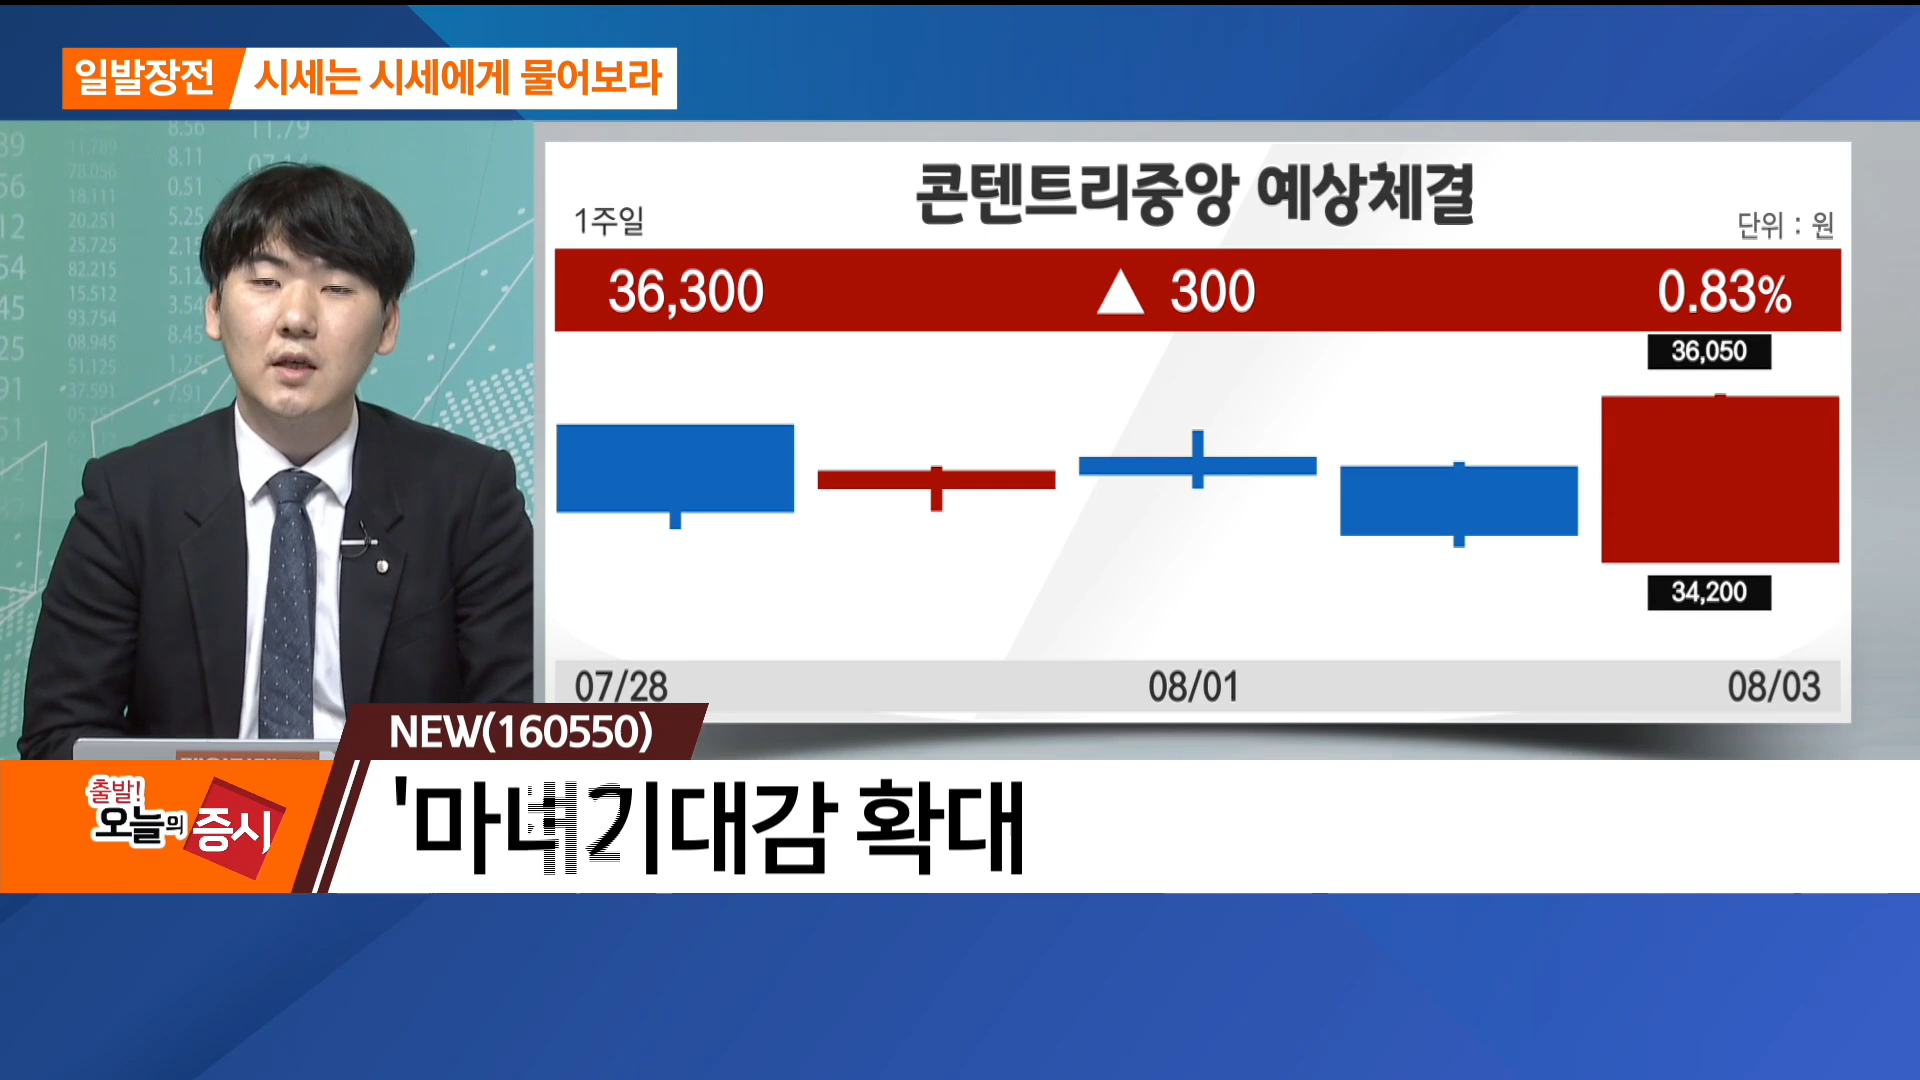 일발장전 시세는 시세에게 물어보라
콘텐트리중앙 예상체결
1주일
단위 : 원
36,300 ▲ 300 0.83%
36,050
34,200
07/28 08/01 08/03
NEW(160550)
출발!
오늘의 증시
기대감 확대